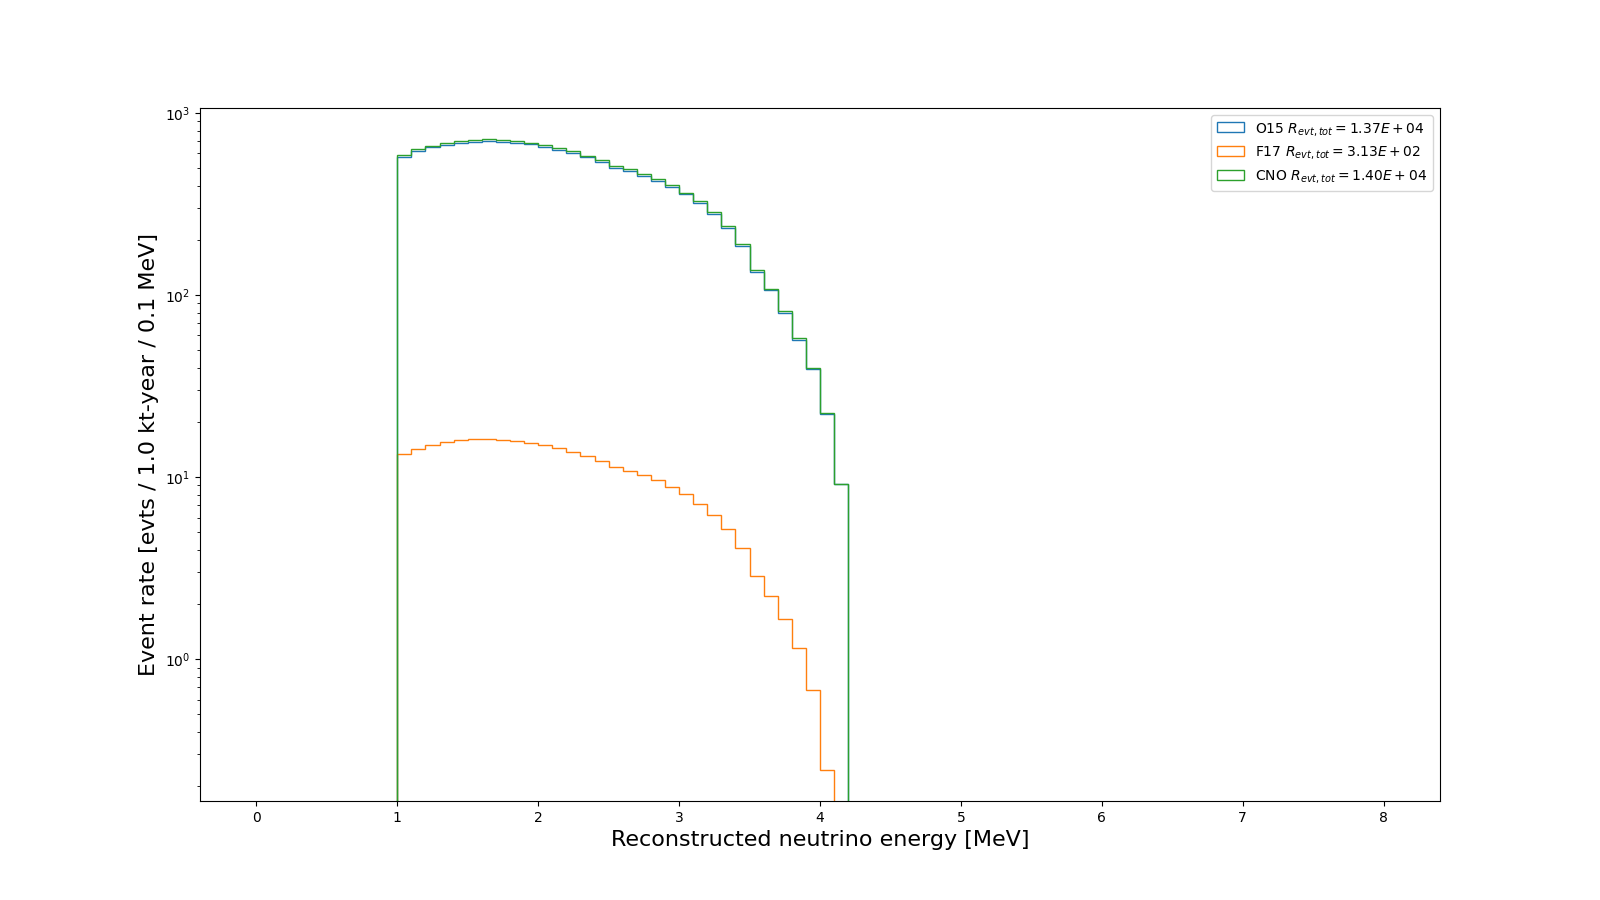 10³
10²
10¹
10⁰
Event rate [evts / 1.0 kt-year / 0.1 MeV]
O15 R_{evt, tot} = 1.37E + 04
F17 R_{evt, tot} = 3.13E + 02
CNO R_{evt, tot} = 1.40E + 04
0 1 2 3 4 5 6 7 8
Reconstructed neutrino energy [MeV]